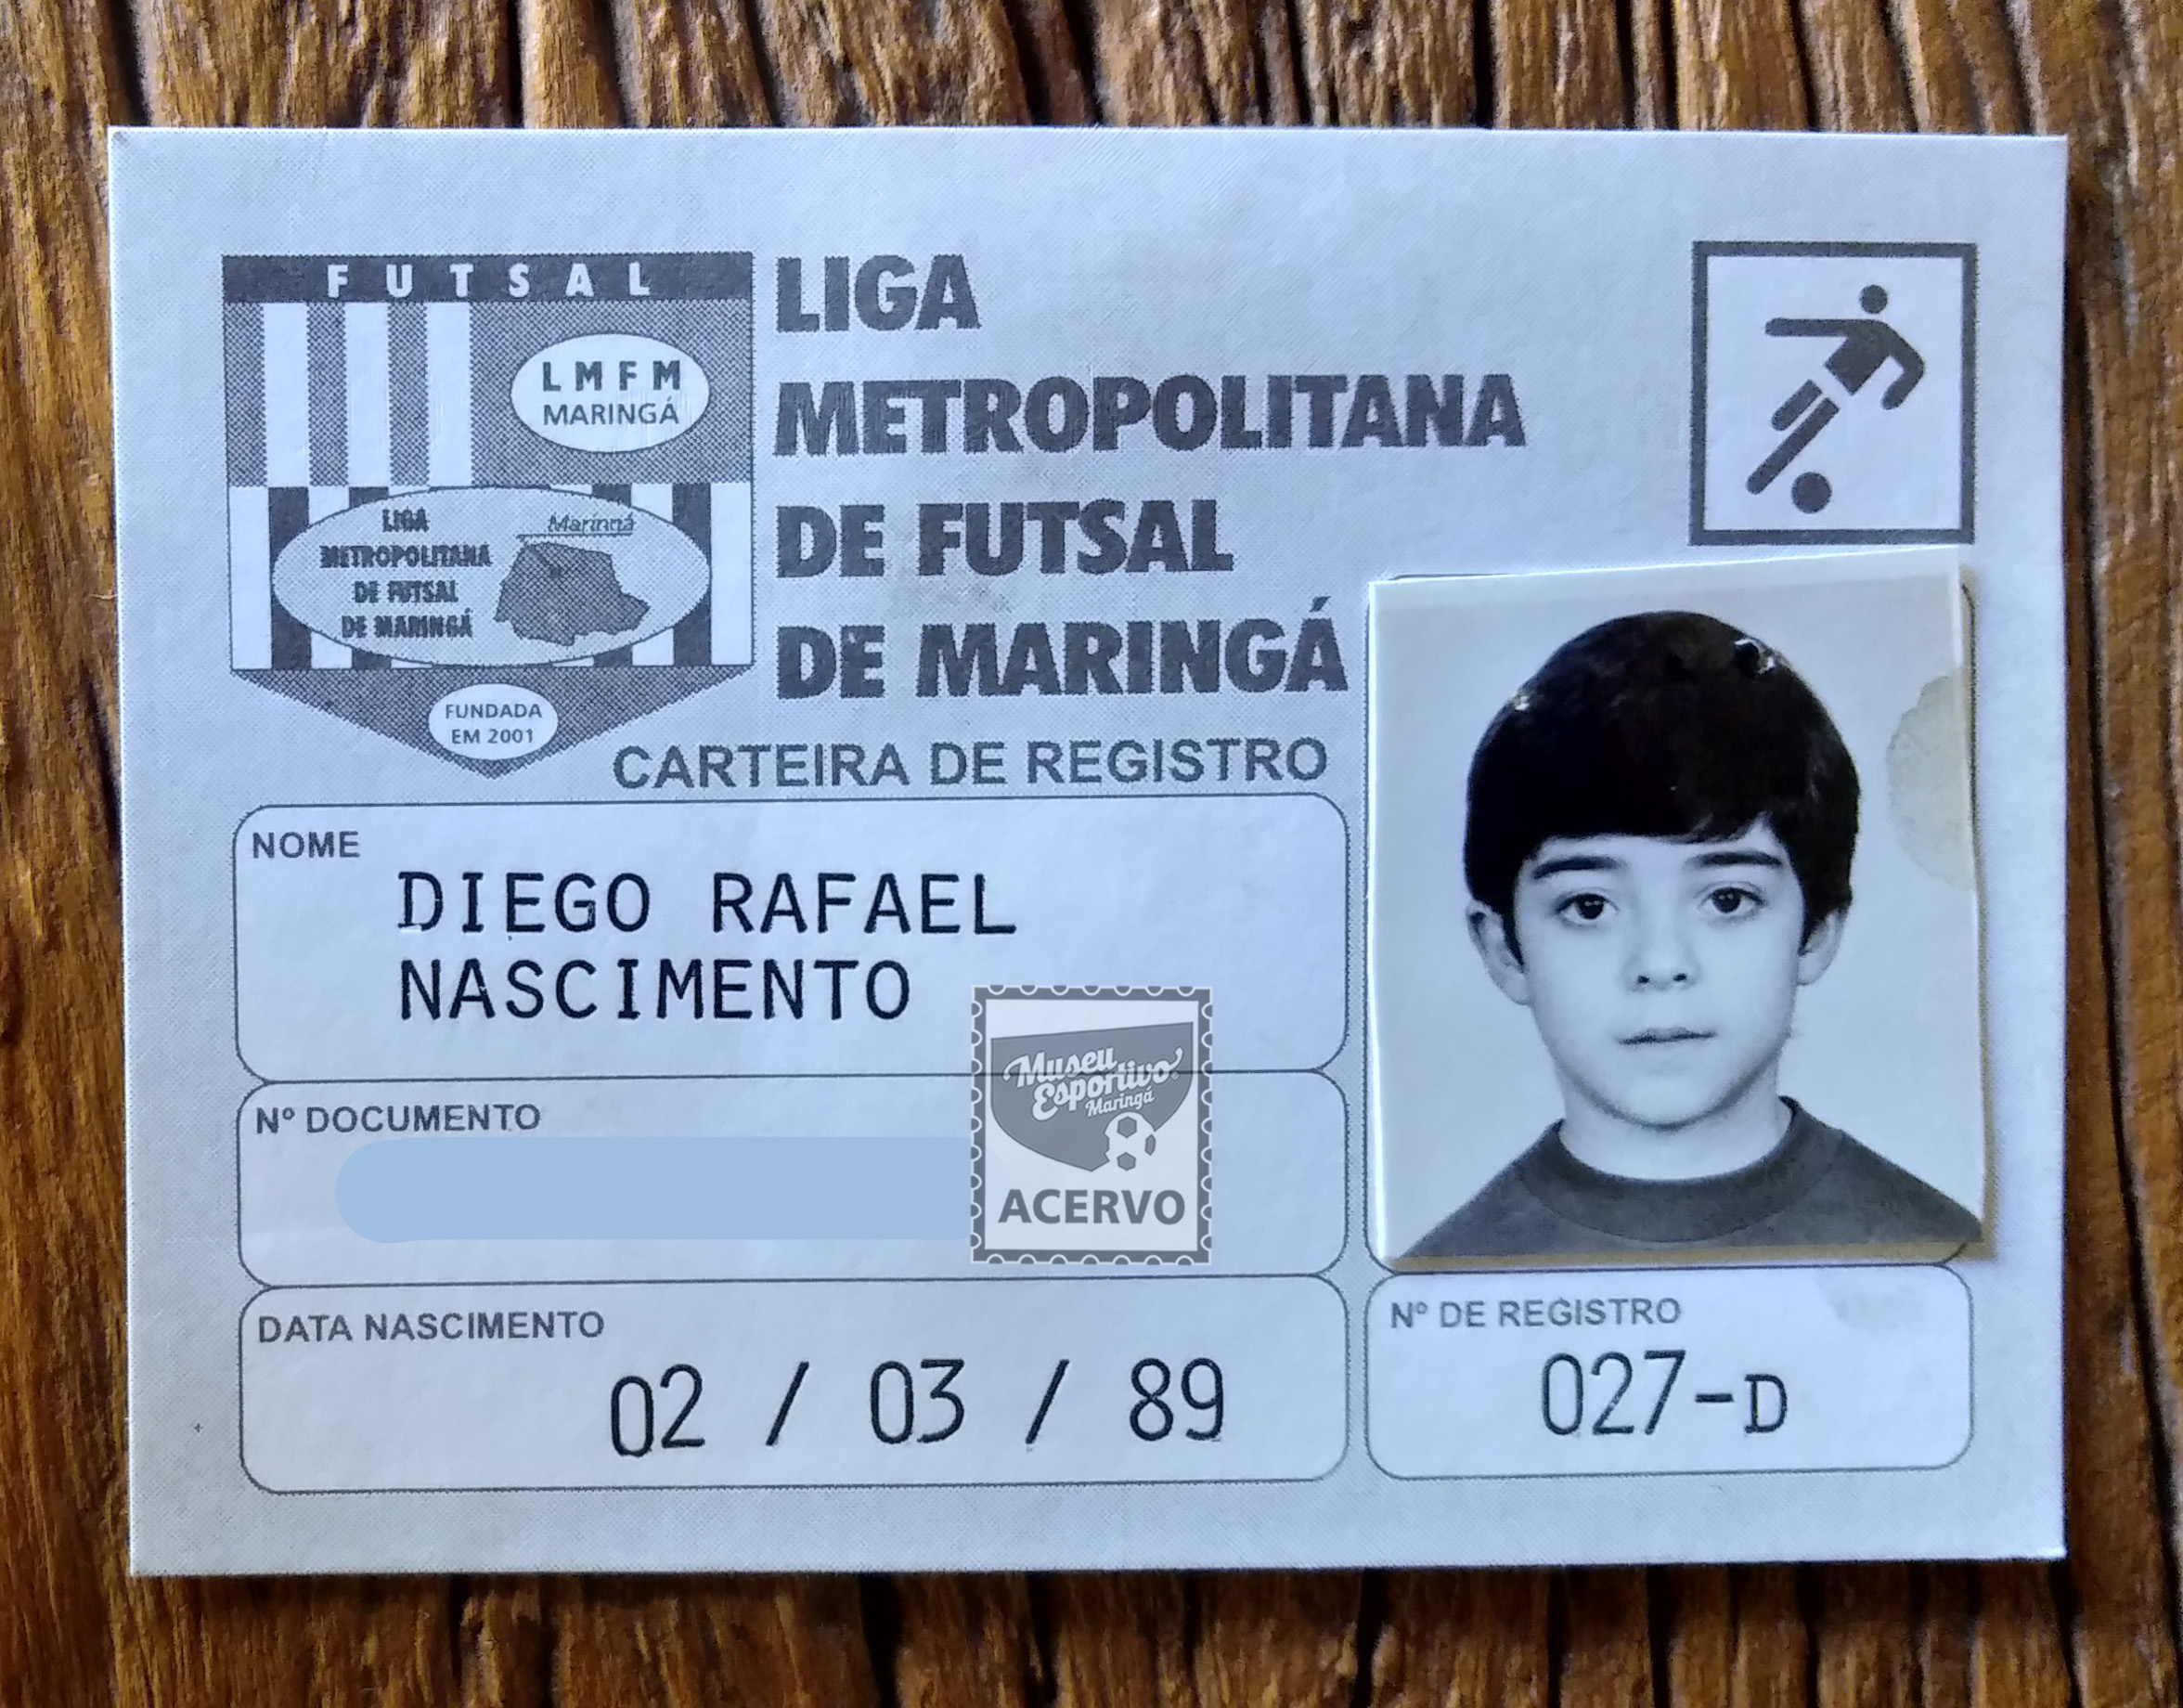 FUTSAL
LMFM
MARINGÁ
LIGA
METROPOLITANA
DE FUTSAL
DE MARINGÁ
Maringá
FUNDADA
EM 2001
LIGA
METROPOLITANA
DE FUTSAL
DE MARINGÁ
CARTEIRA DE REGISTRO
NOME
DIEGO RAFAEL
NASCIMENTO
Nº DOCUMENTO
Museu
Esportivo
Maringá
ACERVO
DATA NASCIMENTO
02 / 03 / 89
Nº DE REGISTRO
027-D